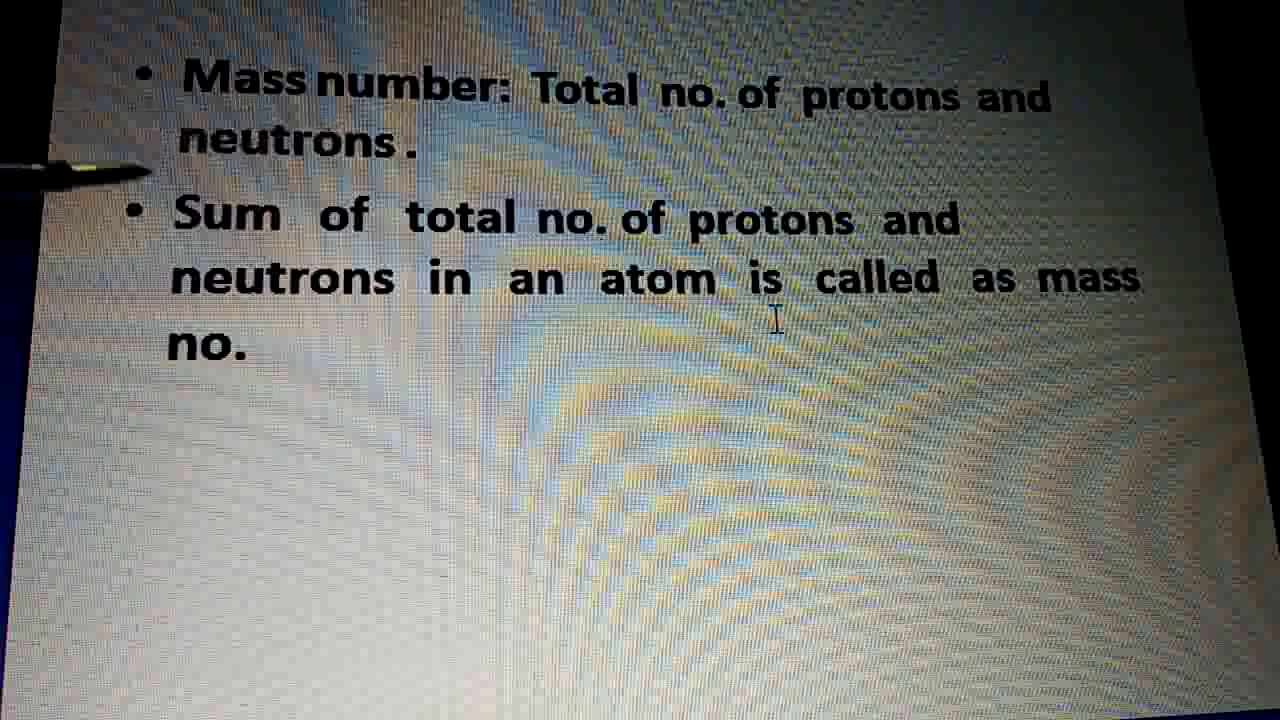 • Mass number: Total no. of protons and
neutrons .
• Sum of total no. of protons and
neutrons in an atom is called as mass
no.